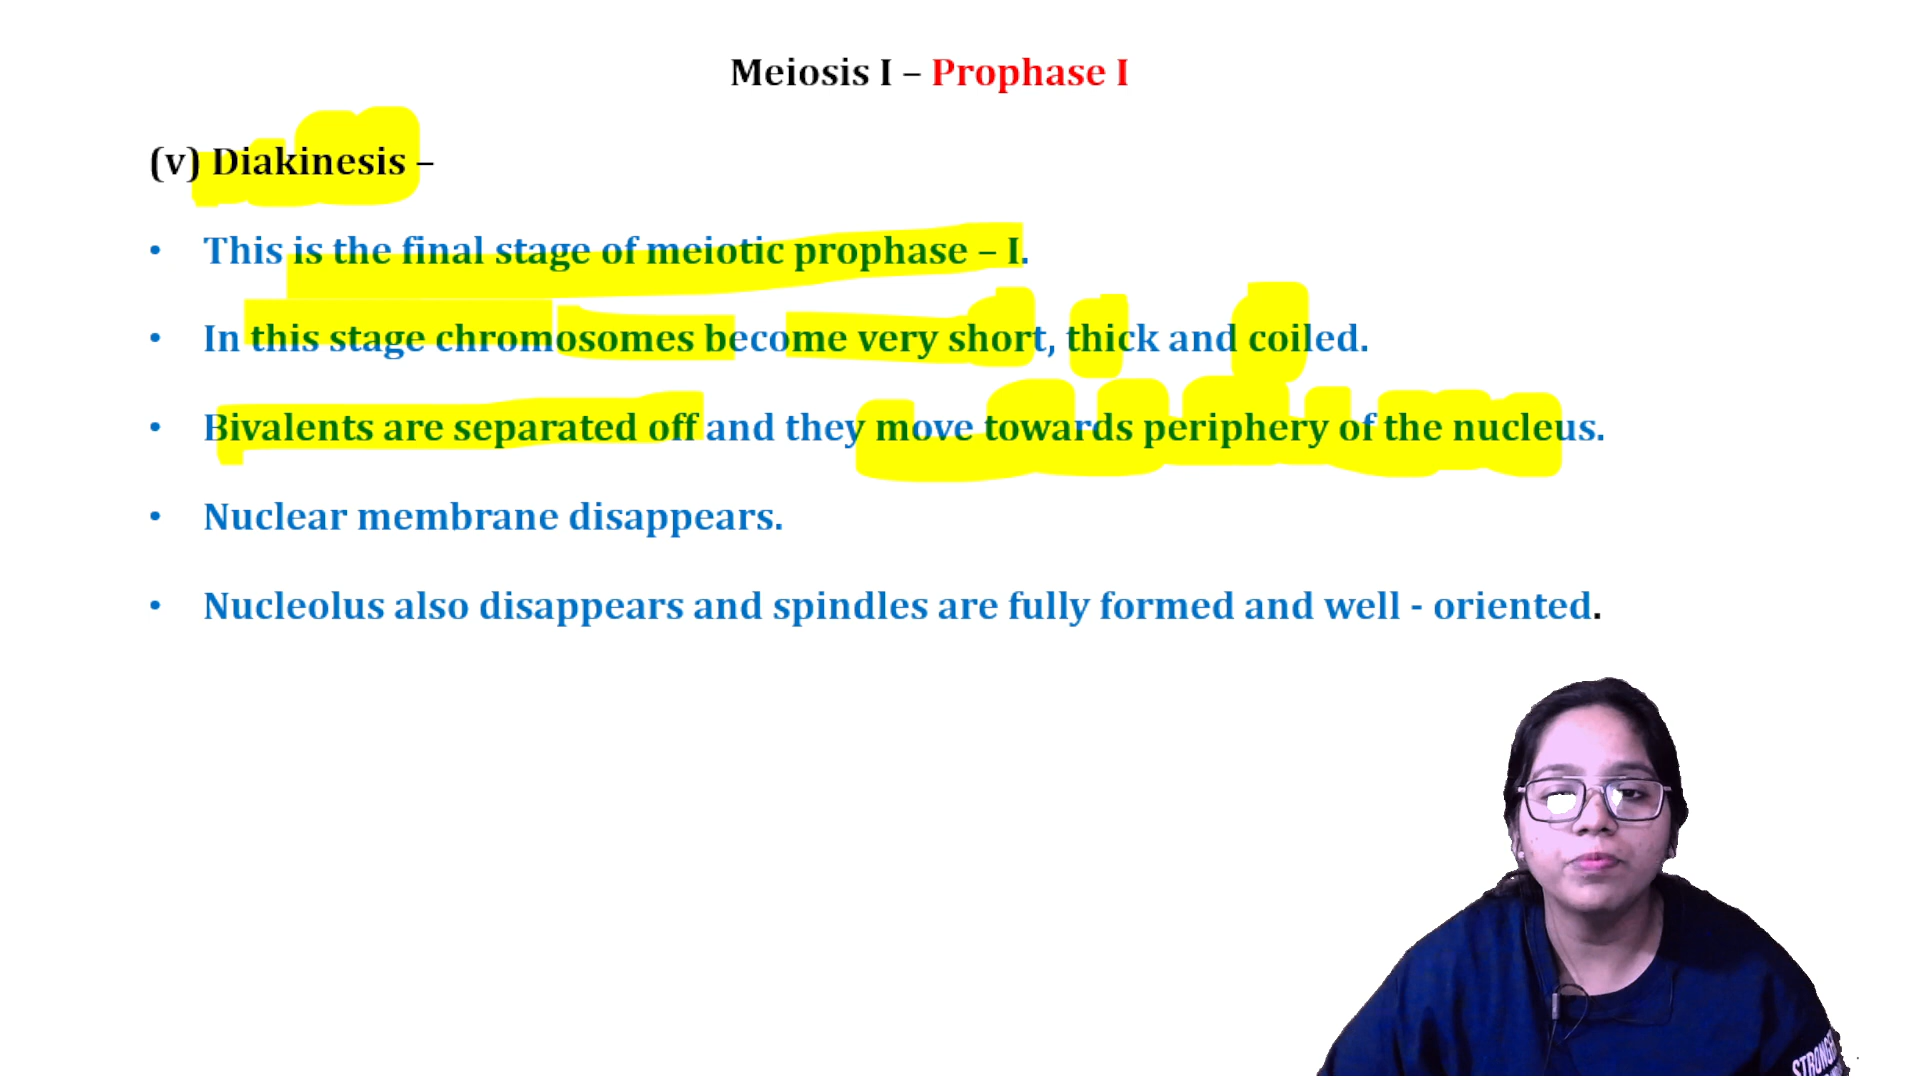 Meiosis I – Prophase I
(v) Diakinesis –
• This is the final stage of meiotic prophase – I.
• In this stage chromosomes become very short, thick and coiled.
• Bivalents are separated off and they move towards periphery of the nucleus.
• Nuclear membrane disappears.
• Nucleolus also disappears and spindles are fully formed and well - oriented.